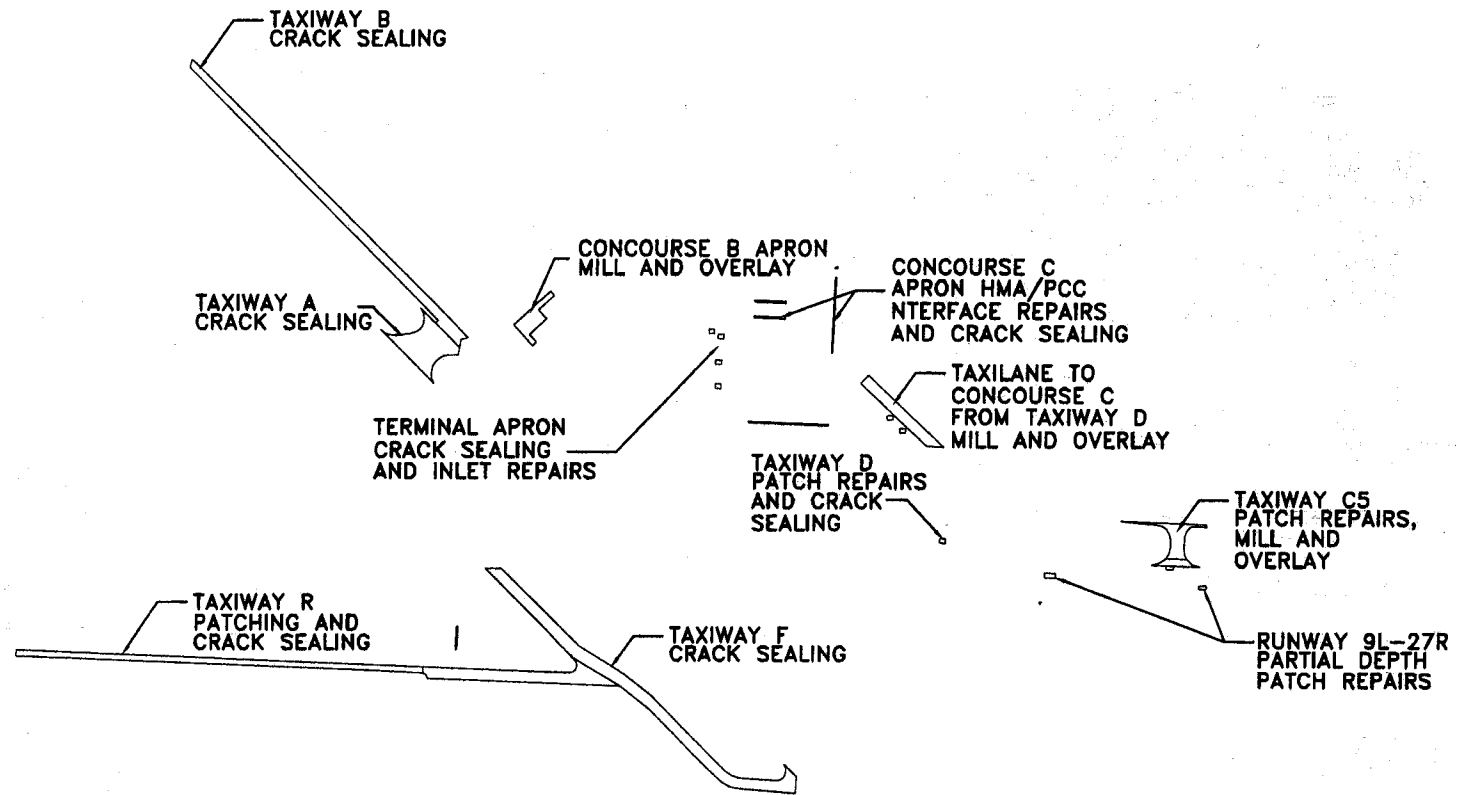 TAXIWAY B
CRACK SEALING
CONCOURSE B APRON
MILL AND OVERLAY
CONCOURSE C
APRON HMA/PCC
NTERFACE REPAIRS
AND CRACK SEALING
TAXIWAY A
CRACK SEALING
TAXILANE TO
CONCOURSE C
FROM TAXIWAY D
MILL AND OVERLAY
TERMINAL APRON
CRACK SEALING
AND INLET REPAIRS
TAXIWAY D
PATCH REPAIRS
AND CRACK
SEALING
TAXIWAY C5
PATCH REPAIRS,
MILL AND
OVERLAY
TAXIWAY R
PATCHING AND
CRACK SEALING
TAXIWAY F
CRACK SEALING
RUNWAY 9L-27R
PARTIAL DEPTH
PATCH REPAIRS